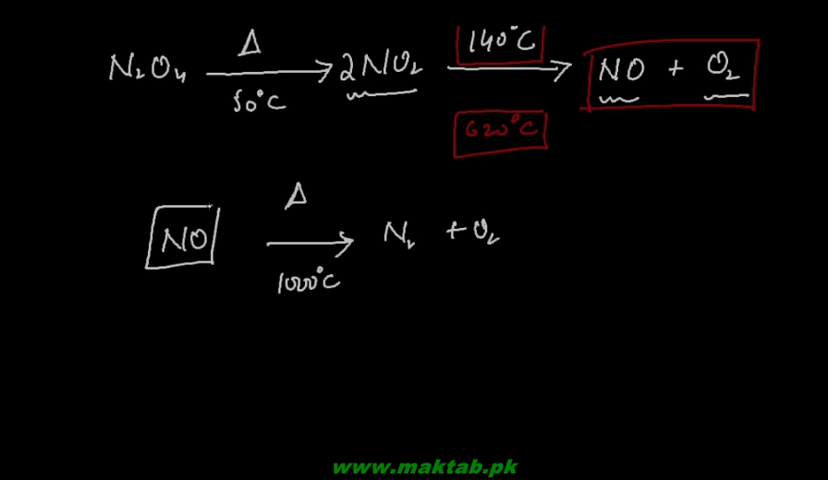 N₂O₄ Δ 50°C → 2NO₂ 140°C 620°C → NO + O₂
NO Δ 1000°C → N₂ + O₂
www.maktab.pk